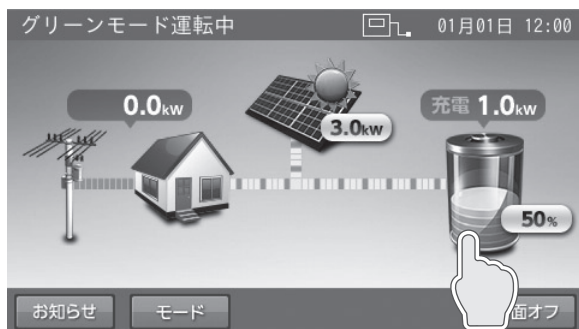 グリーンモード運転中 01月01日 12:00
0.0kw
3.0kw
充電 1.0kw
50%
お知らせ モード 面オフ